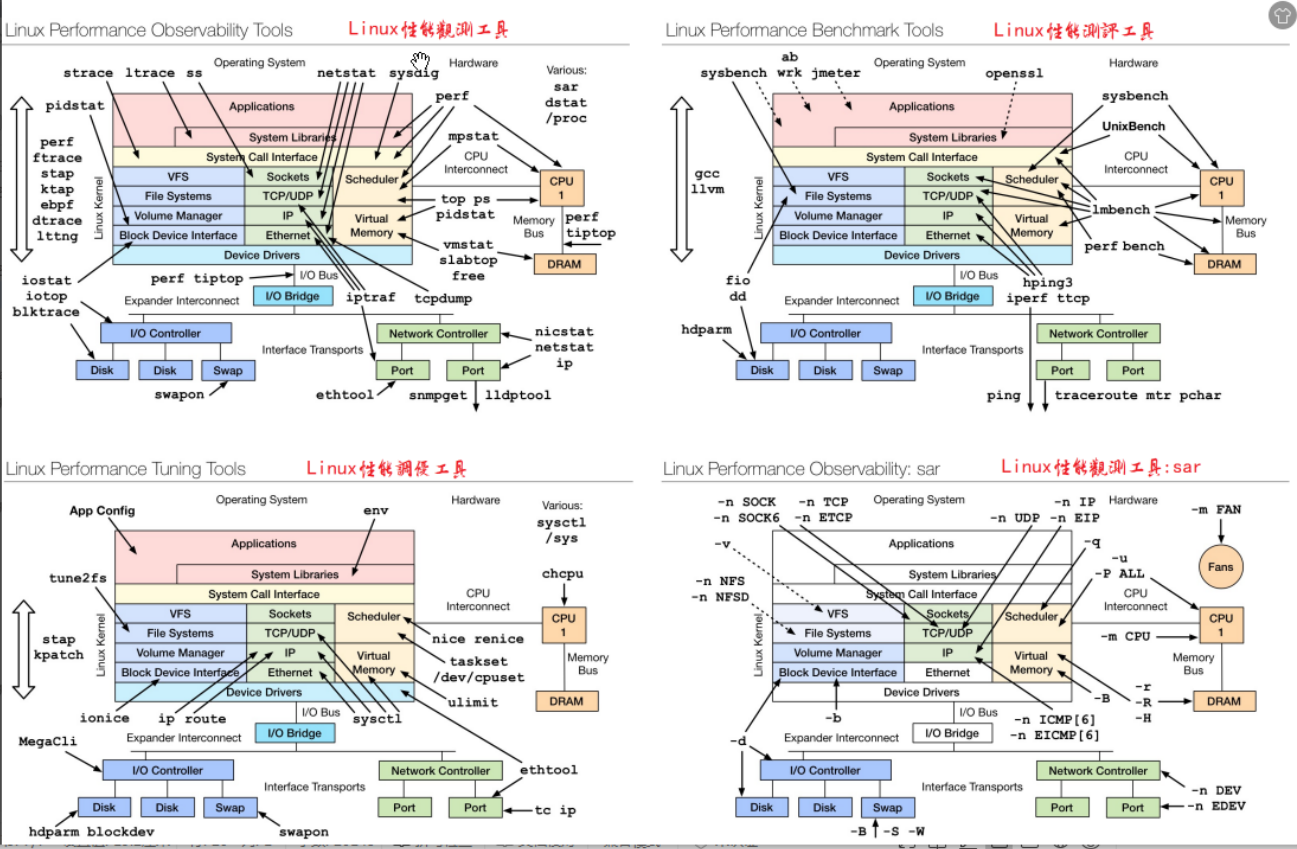 Linux Performance Observability Tools
Linux性能觀測工具
Operating System
Hardware
strace ltrace ss
netstat sysdig
Various:
sar
dstat
/proc
pidstat
perf
mpstat
Applications
System Libraries
System Call Interface
CPU
Interconnect
perf
ftrace
stap
ktap
ebpf
dtrace
lttng
Linux Kernel
VFS
Sockets
Scheduler
File Systems
TCP/UDP
Volume Manager
IP
Virtual
Memory
Block Device Interface
Ethernet
Device Drivers
CPU
1
top ps
pidstat
Memory
Bus
perf
tiptop
vmstat
slabtop
free
DRAM
iostat
iotop
blktrace
perf tiptop
I/O Bus
Expander Interconnect
I/O Bridge
iptraf
tcpdump
I/O Controller
Network Controller
nicstat
netstat
ip
Interface Transports
Disk
Disk
Swap
Port
Port
swapon
ethtool
snmpget
lldptool
Linux Performance Benchmark Tools
Linux性能測評工具
Operating System
Hardware
sysbench
ab
wrk
jmeter
openssl
sysbench
UnixBench
Applications
System Libraries
System Call Interface
CPU
Interconnect
gcc
llvm
Linux Kernel
VFS
Sockets
Scheduler
File Systems
TCP/UDP
Volume Manager
IP
Virtual
Memory
Block Device Interface
Ethernet
Device Drivers
CPU
1
lmbench
Memory
Bus
perf bench
DRAM
fio
dd
I/O Bus
hping3
iperf ttcp
Expander Interconnect
I/O Bridge
hdparm
I/O Controller
Network Controller
Interface Transports
Disk
Disk
Swap
Port
Port
ping
traceroute mtr pchar
Linux Performance Tuning Tools
Linux性能調優工具
Operating System
Hardware
App Config
env
Various:
sysctl
/sys
Applications
System Libraries
System Call Interface
tune2fs
chcpu
CPU
Interconnect
stap
kpatch
Linux Kernel
VFS
Sockets
Scheduler
File Systems
TCP/UDP
Volume Manager
IP
Virtual
Memory
Block Device Interface
Ethernet
Device Drivers
CPU
1
nice renice
Memory
Bus
taskset
/dev/cpuset
ulimit
DRAM
ionice
ip route
I/O Bus
sysctl
MegaCli
Expander Interconnect
I/O Bridge
I/O Controller
Network Controller
ethtool
Interface Transports
Disk
Disk
Swap
Port
Port
tc ip
hdparm blockdev
swapon
Linux Performance Observability: sar
Linux性能觀測工具:sar
-n SOCK
-n SOCK6
-n TCP
-n ETCP
Operating System
-n UDP
-n IP
-n EIP
Hardware
-m FAN
Fans
-v
-q
-u
-P ALL
Applications
System Libraries
System Call Interface
-n NFS
-n NFSD
CPU
Interconnect
Linux Kernel
VFS
Sockets
Scheduler
File Systems
TCP/UDP
Volume Manager
IP
Virtual
Memory
Block Device Interface
Ethernet
Device Drivers
CPU
1
-m CPU
Memory
Bus
-B
-r
-R
-H
DRAM
-b
I/O Bus
-n ICMP[6]
-n EICMP[6]
-d
Expander Interconnect
I/O Bridge
I/O Controller
Network Controller
Interface Transports
-n DEV
-n EDEV
Disk
Disk
Swap
Port
Port
-B
-S -W